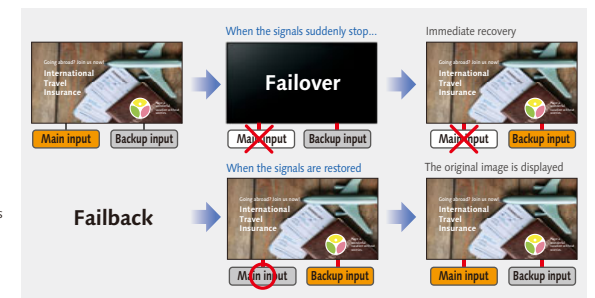 When the signals suddenly stop...
Immediate recovery
Going abroad? Join us now!
International
Travel
Insurance
Failover
Going abroad? Join us now!
International
Travel
Insurance
Main input
Backup input
Main input
Backup input
Main input
Backup input
When the signals are restored
The original image is displayed
s
Failback
Going abroad? Join us now!
International
Travel
Insurance
Going abroad? Join us now!
International
Travel
Insurance
Main input
Backup input
Main input
Backup input